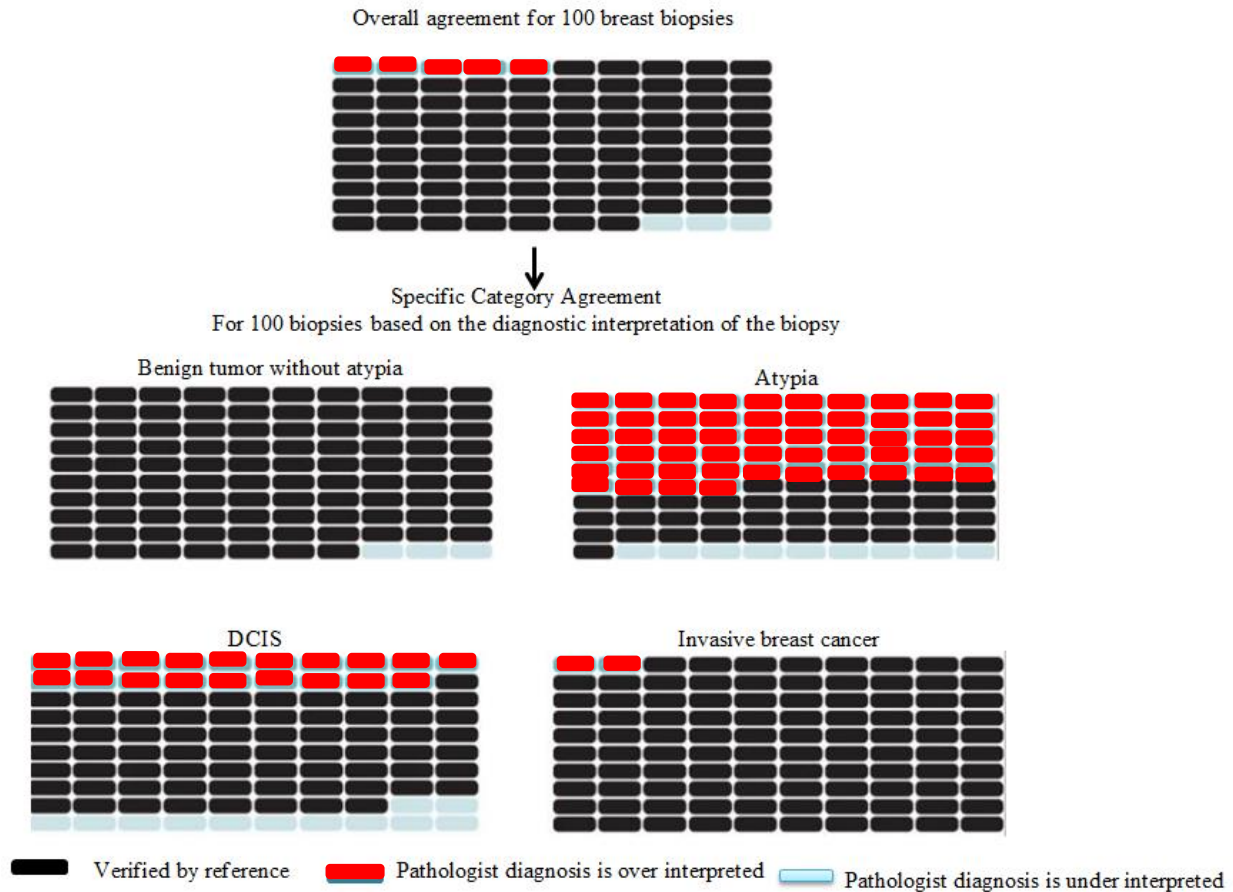 Overall agreement for 100 breast biopsies
Specific Category Agreement
For 100 biopsies based on the diagnostic interpretation of the biopsy
Benign tumor without atypia
Atypia
DCIS
Invasive breast cancer
Verified by reference
Pathologist diagnosis is over interpreted
Pathologist diagnosis is under interpreted